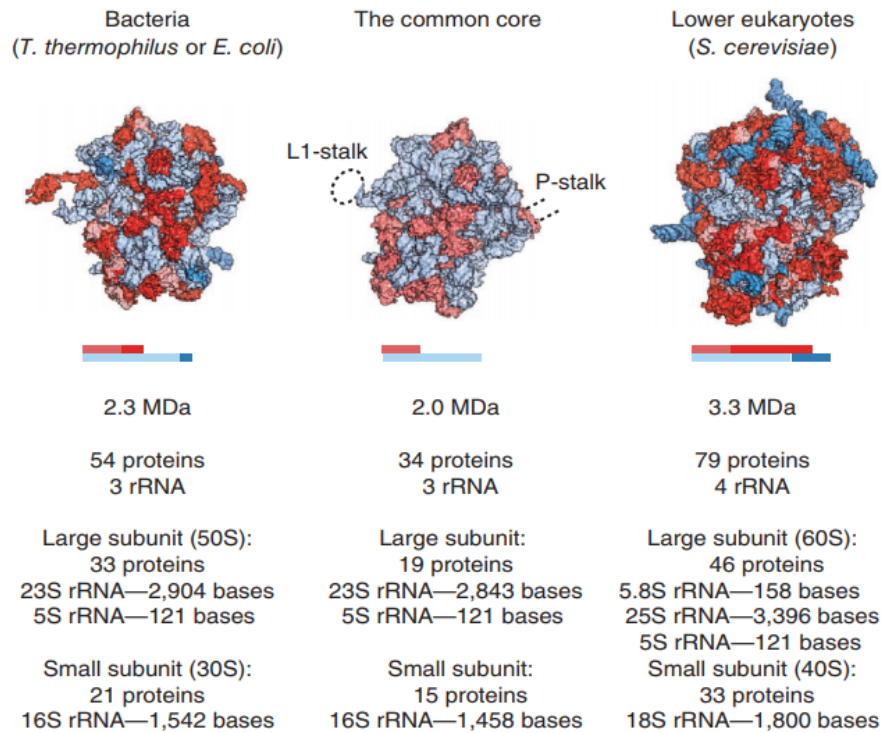 Bacteria
(T. thermophilus or E. coli)
The common core
Lower eukaryotes
(S. cerevisiae)
L1-stalk
P-stalk
2.3 MDa
2.0 MDa
3.3 MDa
54 proteins
3 rRNA
34 proteins
3 rRNA
79 proteins
4 rRNA
Large subunit (50S):
33 proteins
23S rRNA—2,904 bases
5S rRNA—121 bases
Large subunit:
19 proteins
23S rRNA—2,843 bases
5S rRNA—121 bases
Large subunit (60S):
46 proteins
5.8S rRNA—158 bases
25S rRNA—3,396 bases
5S rRNA—121 bases
Small subunit (30S):
21 proteins
16S rRNA—1,542 bases
Small subunit:
15 proteins
16S rRNA—1,458 bases
Small subunit (40S):
33 proteins
18S rRNA—1,800 bases